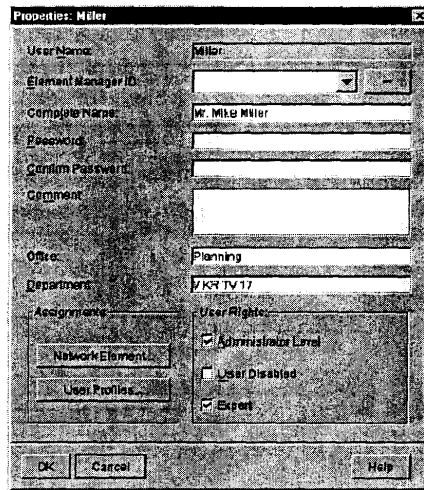 Properties: Miller
User Name: Miller
Element Manager ID:
Complete Name: Mr. Mike Miller
Password:
Confirm Password:
Comment
Office: Planning
Department: VKR TV 17
Assignments
Network Element...
User Profiles...
User Rights:
Administrator Level
User Disabled
Expert
OK Cancel Help